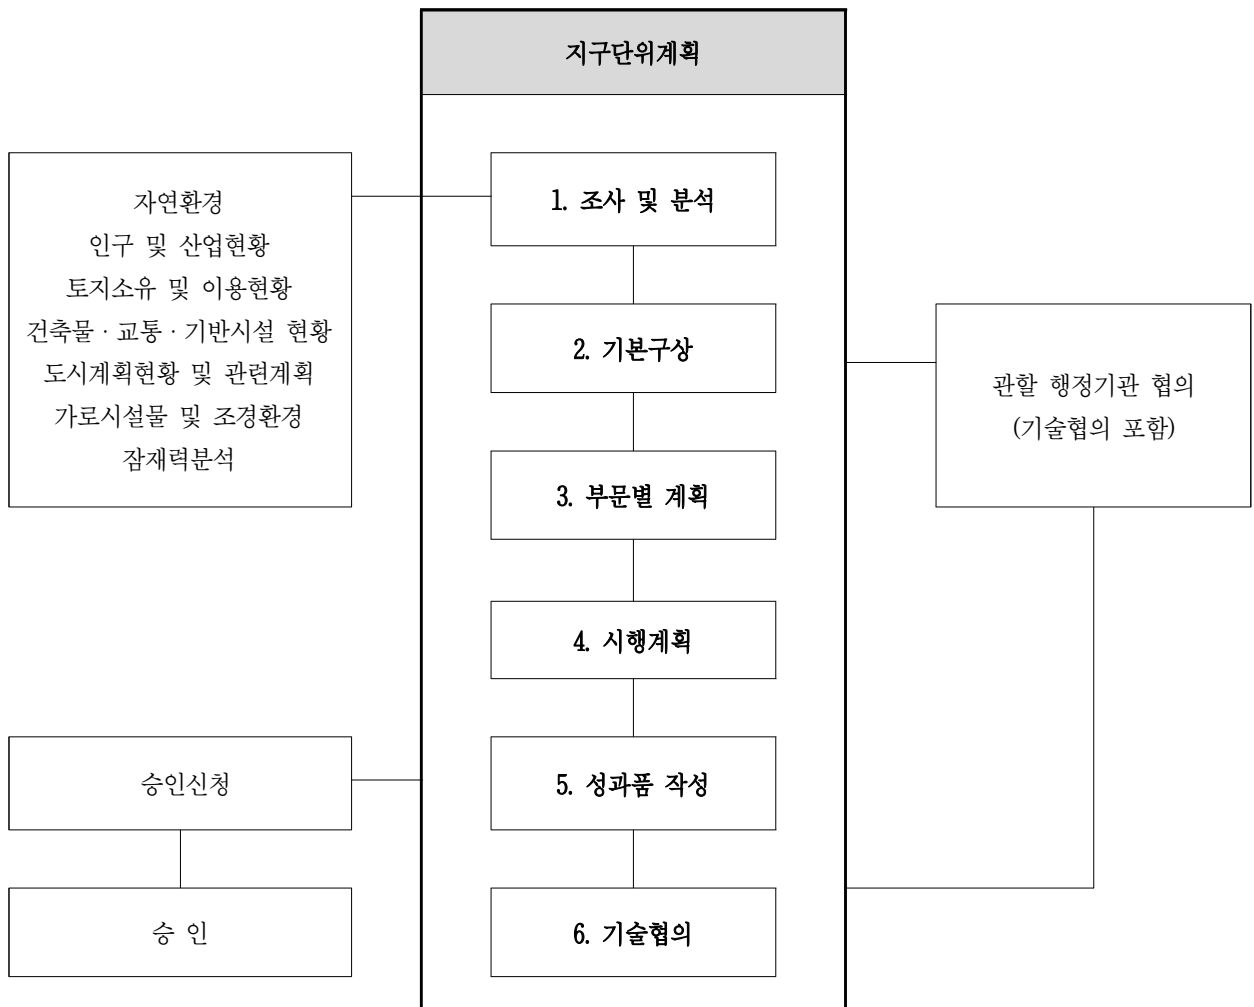 지구단위계획
자연환경
인구 및 산업현황
토지소유 및 이용현황
건축물 · 교통 · 기반시설 현황
도시계획현황 및 관련계획
가로시설물 및 조경환경
잠재력분석
1. 조사 및 분석
2. 기본구상
3. 부문별 계획
4. 시행계획
5. 성과품 작성
6. 기술협의
관할 행정기관 협의
(기술협의 포함)
승인신청
승 인